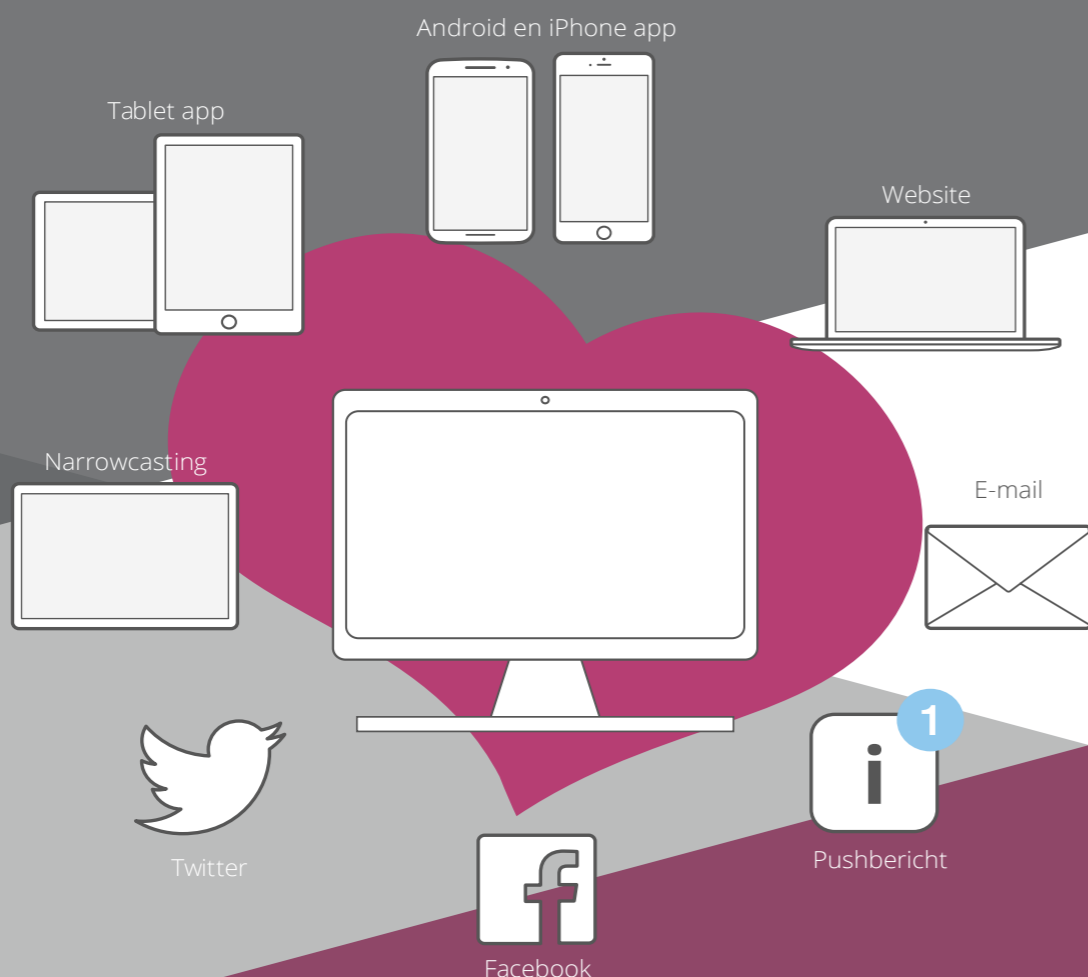 Android en iPhone app
Tablet app
Website
Narrowcasting
E-mail
1
i
Pushbericht
Twitter
f
Facebook